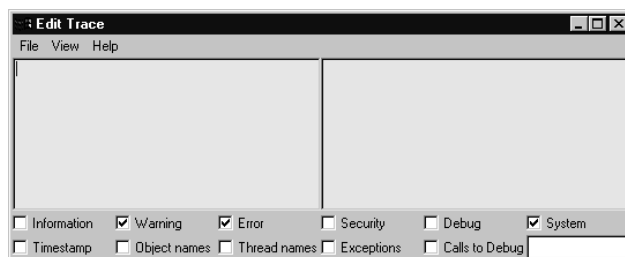 Edit Trace
File View Help
Information Warning Error Security Debug System
Timestamp Object names Thread names Exceptions Calls to Debug